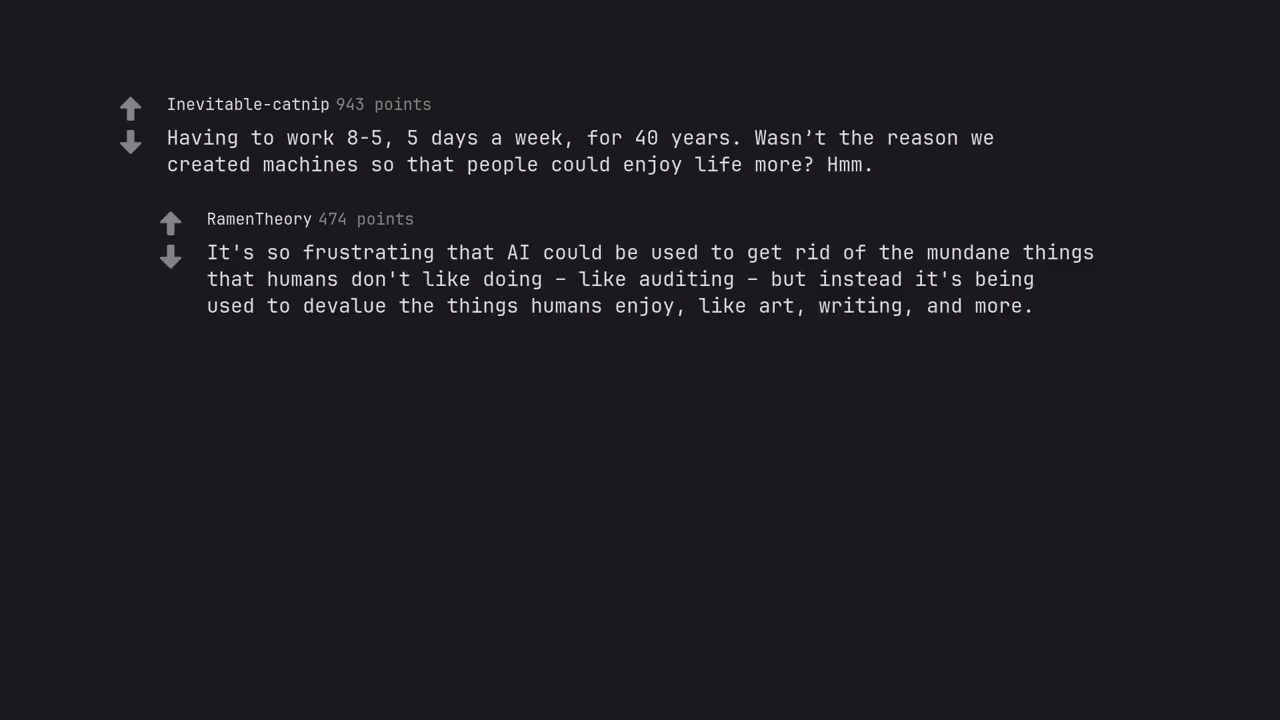 Inevitable-catnip 943 points
Having to work 8-5, 5 days a week, for 40 years. Wasn’t the reason we
created machines so that people could enjoy life more? Hmm.
RamenTheory 474 points
It's so frustrating that AI could be used to get rid of the mundane things
that humans don't like doing – like auditing – but instead it's being
used to devalue the things humans enjoy, like art, writing, and more.